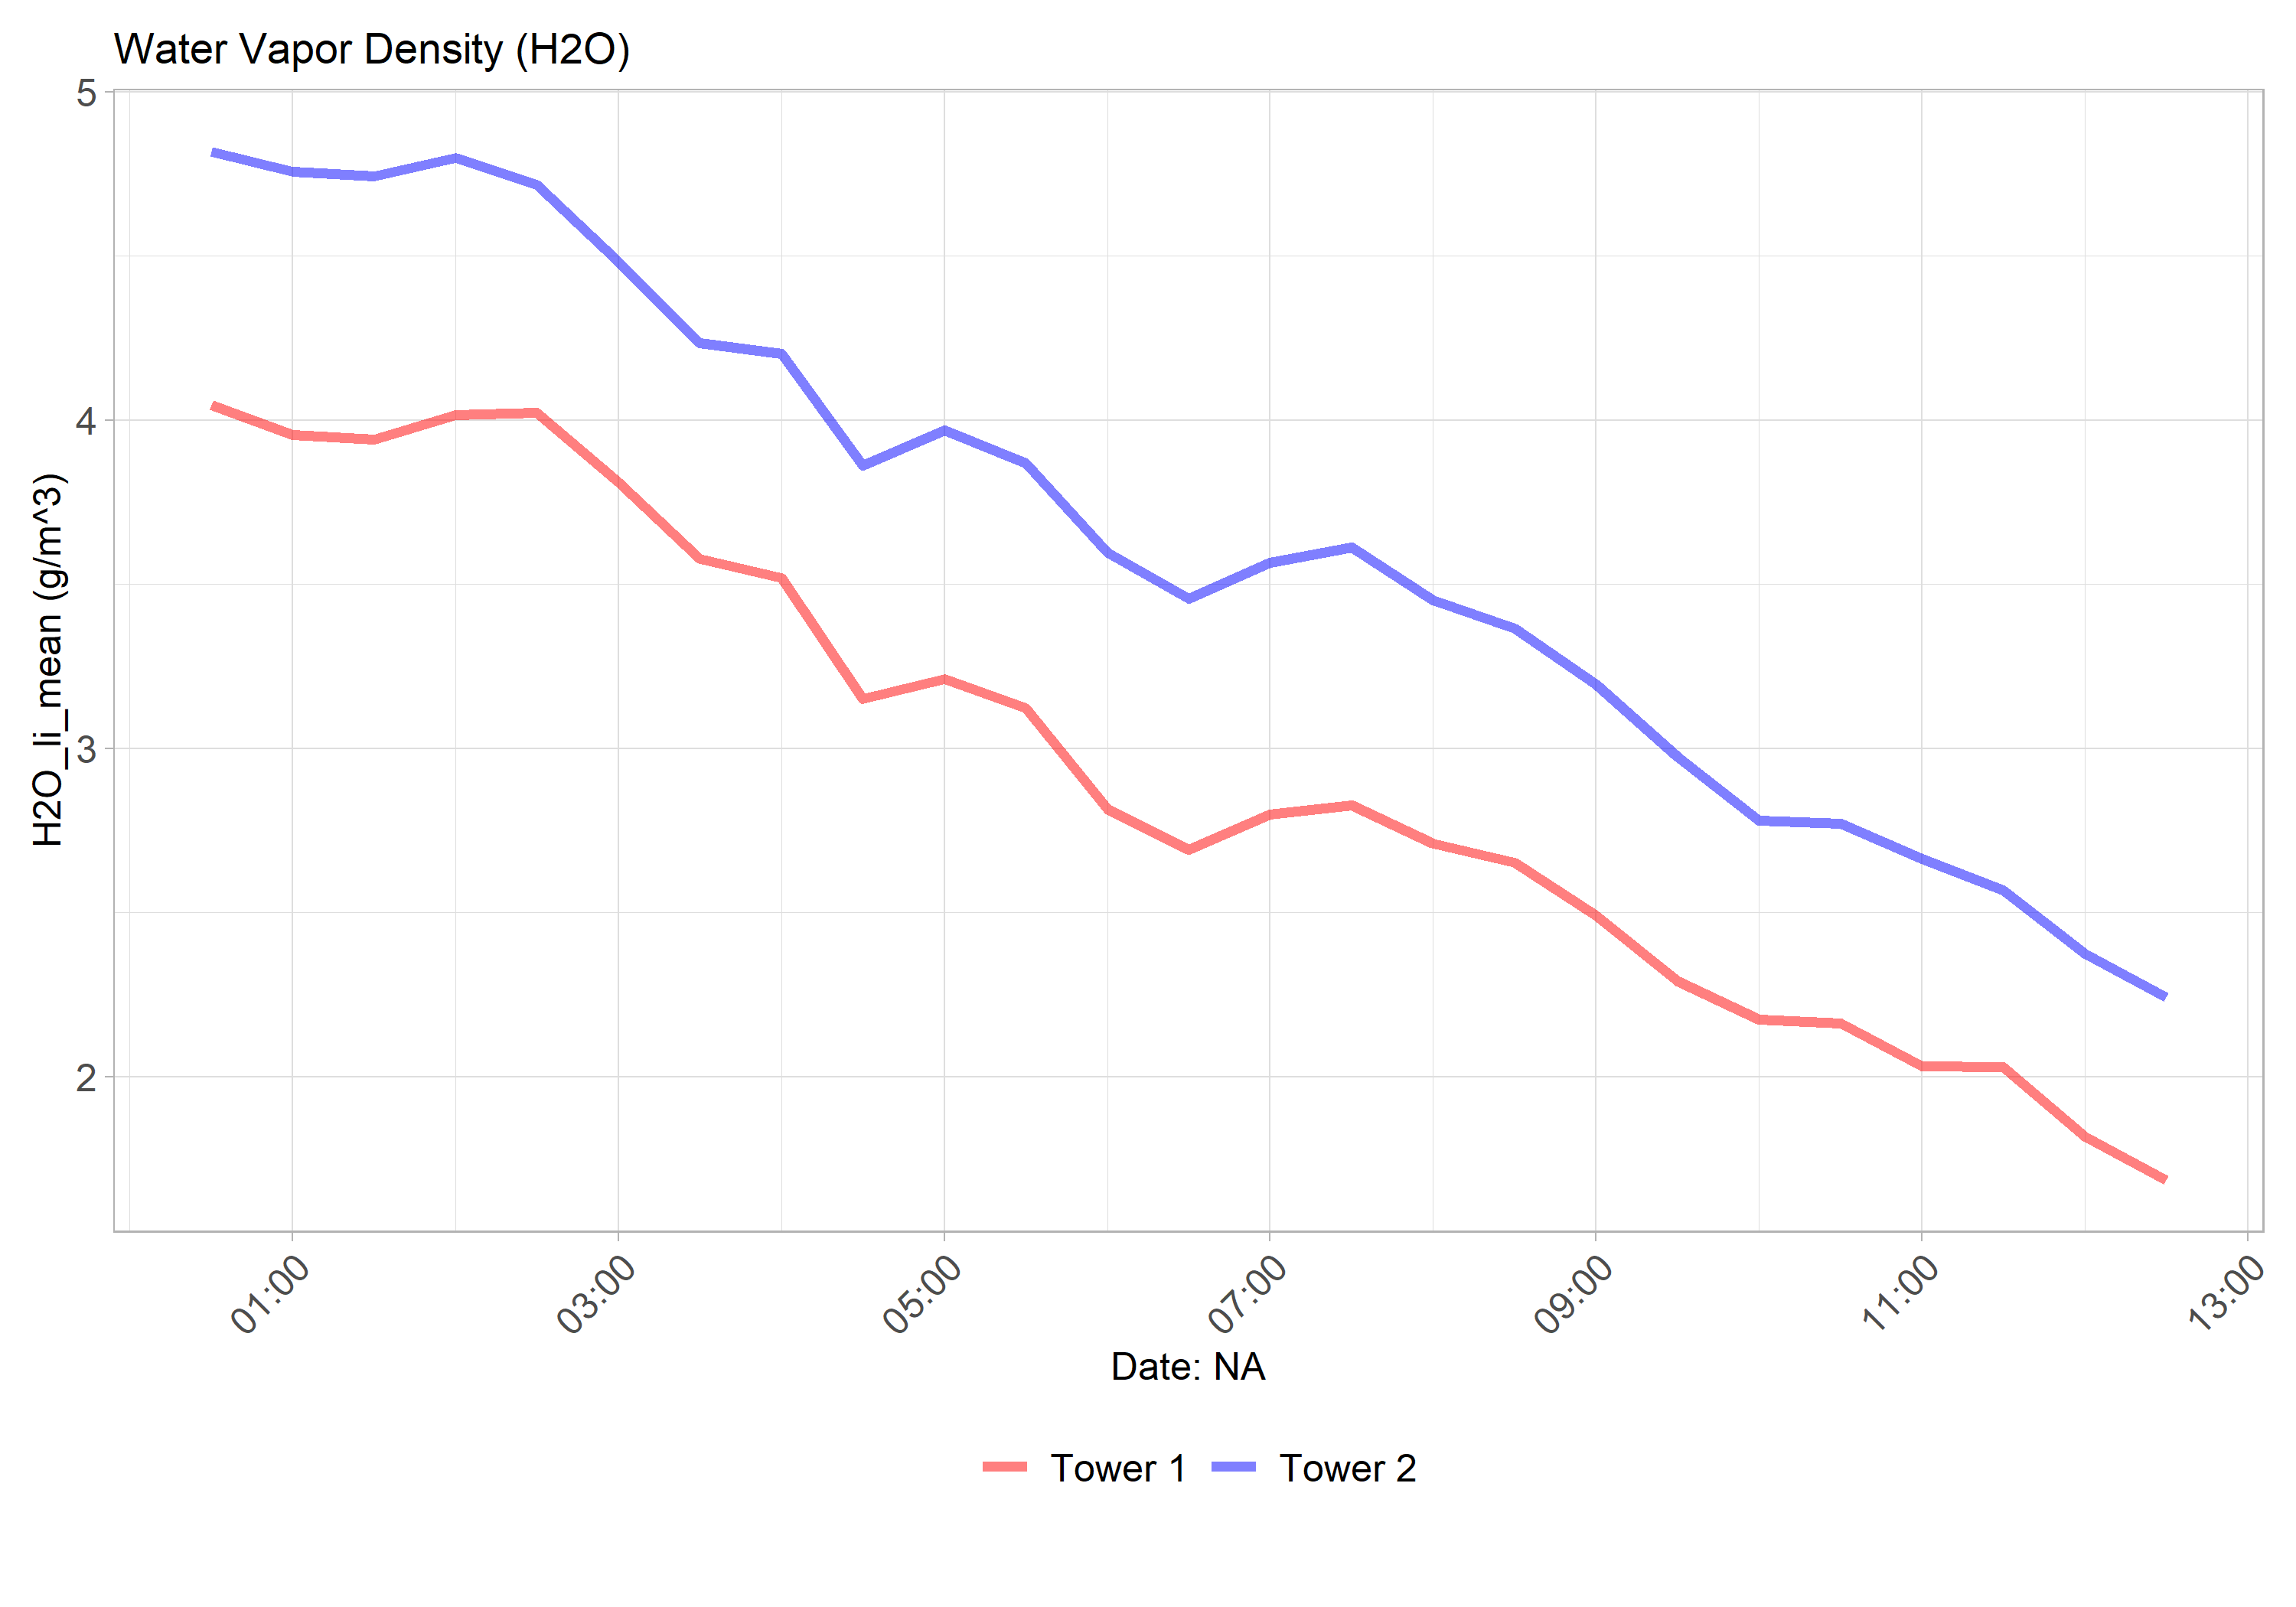 Water Vapor Density (H2O)
H2O_li_mean (g/m^3)
5
4
3
2
01:00
03:00
05:00
07:00
09:00
11:00
13:00
Date: NA
Tower 1
Tower 2